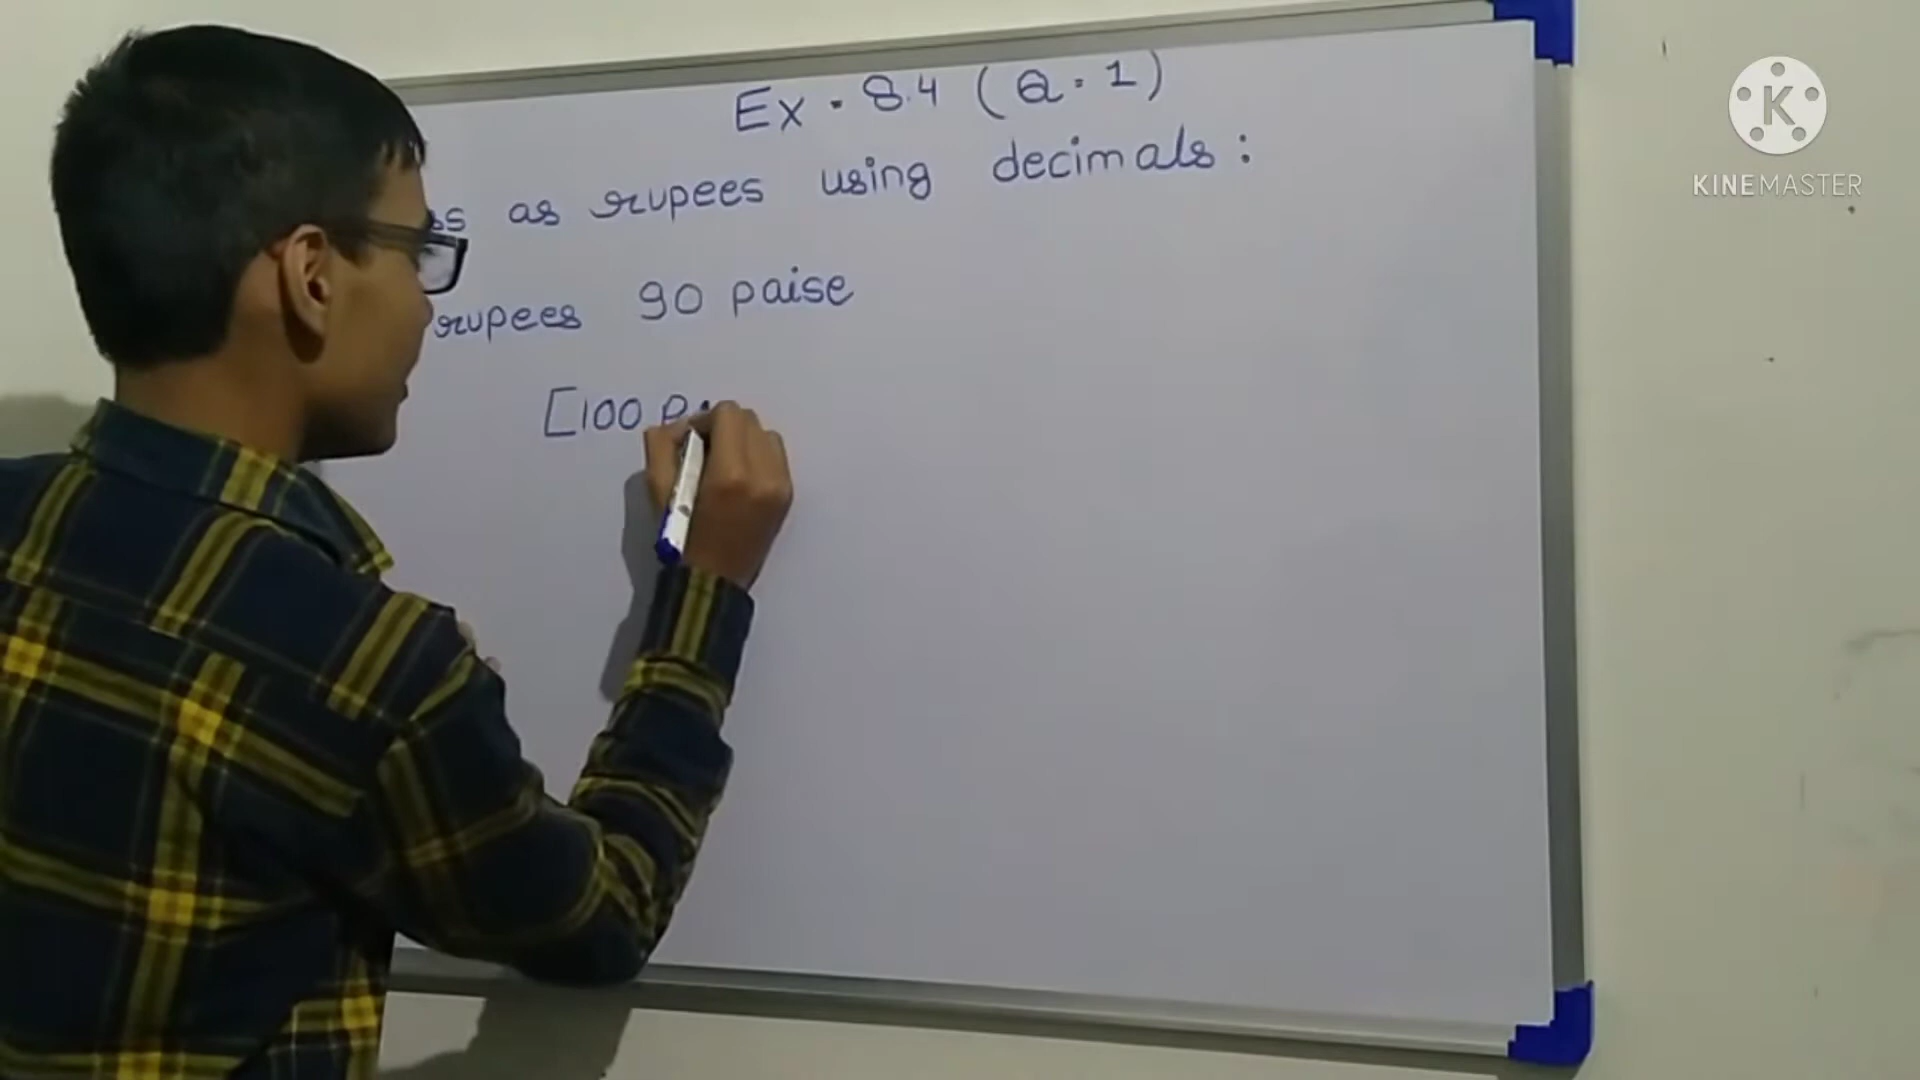 Ex. 8.4 (Q.1)
as rupees using decimals:
rupees 90 paise
[100
K
KINEMASTER